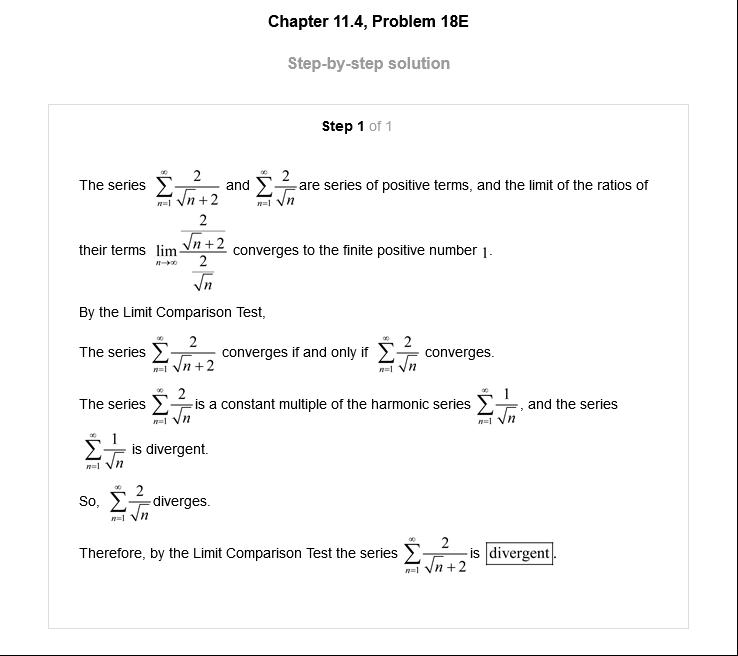 Chapter 11.4, Problem 18E
Step-by-step solution
Step 1 of 1
The series $\sum_{n=1}^{\infty} \frac{2}{\sqrt{n}+2}$ and $\sum_{n=1}^{\infty} \frac{2}{\sqrt{n}}$ are series of positive terms, and the limit of the ratios of
their terms $\lim_{n \to \infty} \frac{\frac{2}{\sqrt{n}+2}}{\frac{2}{\sqrt{n}}}$ converges to the finite positive number 1.
By the Limit Comparison Test,
The series $\sum_{n=1}^{\infty} \frac{2}{\sqrt{n}+2}$ converges if and only if $\sum_{n=1}^{\infty} \frac{2}{\sqrt{n}}$ converges.
The series $\sum_{n=1}^{\infty} \frac{2}{\sqrt{n}}$ is a constant multiple of the harmonic series $\sum_{n=1}^{\infty} \frac{1}{\sqrt{n}}$, and the series
$\sum_{n=1}^{\infty} \frac{1}{\sqrt{n}}$ is divergent.
So, $\sum_{n=1}^{\infty} \frac{2}{\sqrt{n}}$ diverges.
Therefore, by the Limit Comparison Test the series $\sum_{n=1}^{\infty} \frac{2}{\sqrt{n}+2}$ is divergent.